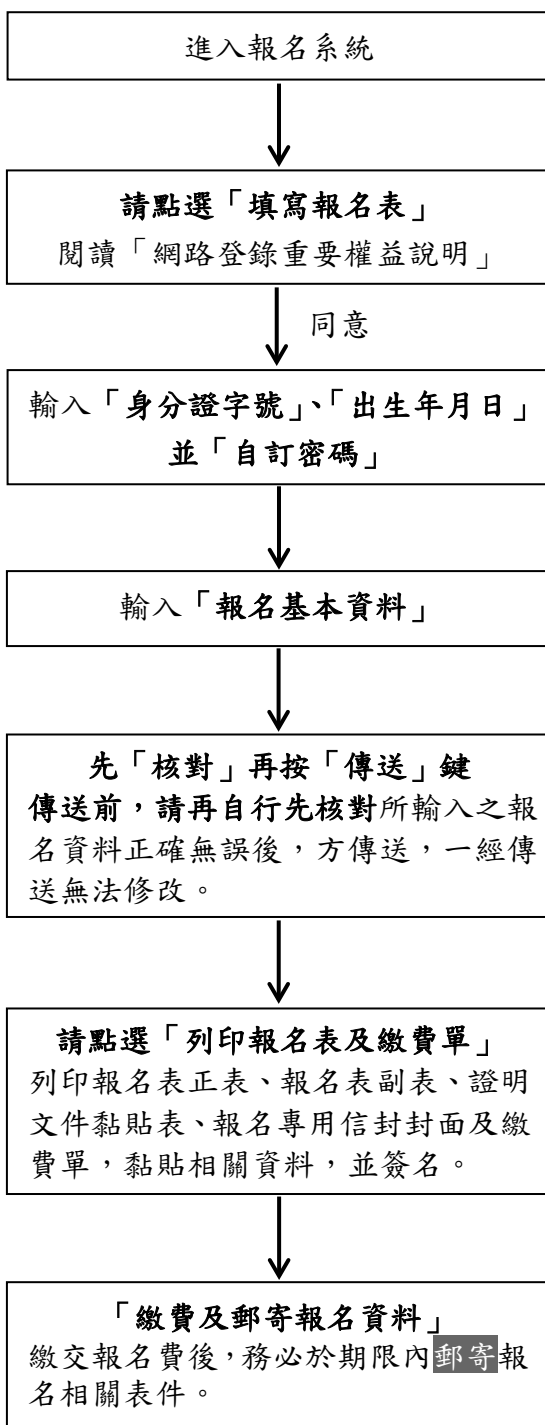 進入報名系統
請點選「填寫報名表」
閱讀「網路登錄重要權益說明」
同意
輸入「身分證字號」、「出生年月日」
並「自訂密碼」
輸入「報名基本資料」
先「核對」再按「傳送」鍵
傳送前，請再自行先核對所輸入之報
名資料正確無誤後，方傳送，一經傳
送無法修改。
請點選「列印報名表及繳費單」
列印報名表正表、報名表副表、證明
文件黏貼表、報名專用信封封面及繳
費單，黏貼相關資料，並簽名。
「繳費及郵寄報名資料」
繳交報名費後，務必於期限內郵寄報
名相關表件。